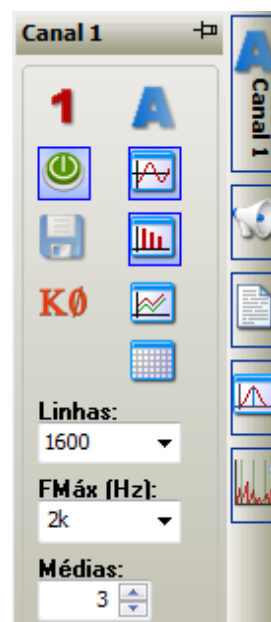 Canal 1
1 A
KØ
Linhas:
1600
FMáx (Hz):
2k
Médias:
3
A Canal 1